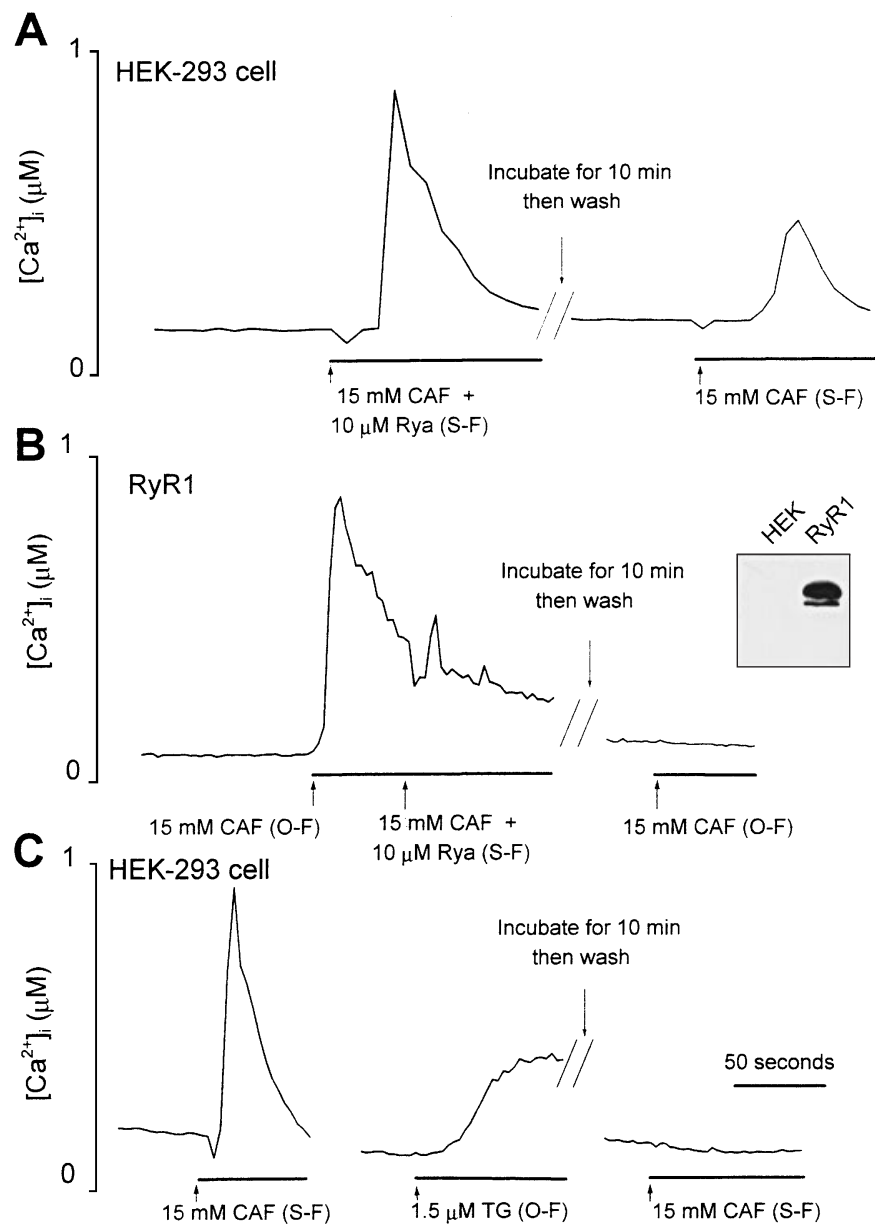 A
1
HEK-293 cell
[Ca²⁺]ᵢ (μM)
Incubate for 10 min
then wash
0
15 mM CAF +
10 μM Rya (S-F)
15 mM CAF (S-F)
B
1
RyR1
[Ca²⁺]ᵢ (μM)
Incubate for 10 min
then wash
HEK
RyR1
0
15 mM CAF (O-F)
15 mM CAF +
10 μM Rya (S-F)
15 mM CAF (O-F)
C
1
HEK-293 cell
[Ca²⁺]ᵢ (μM)
Incubate for 10 min
then wash
50 seconds
0
15 mM CAF (S-F)
1.5 μM TG (O-F)
15 mM CAF (S-F)